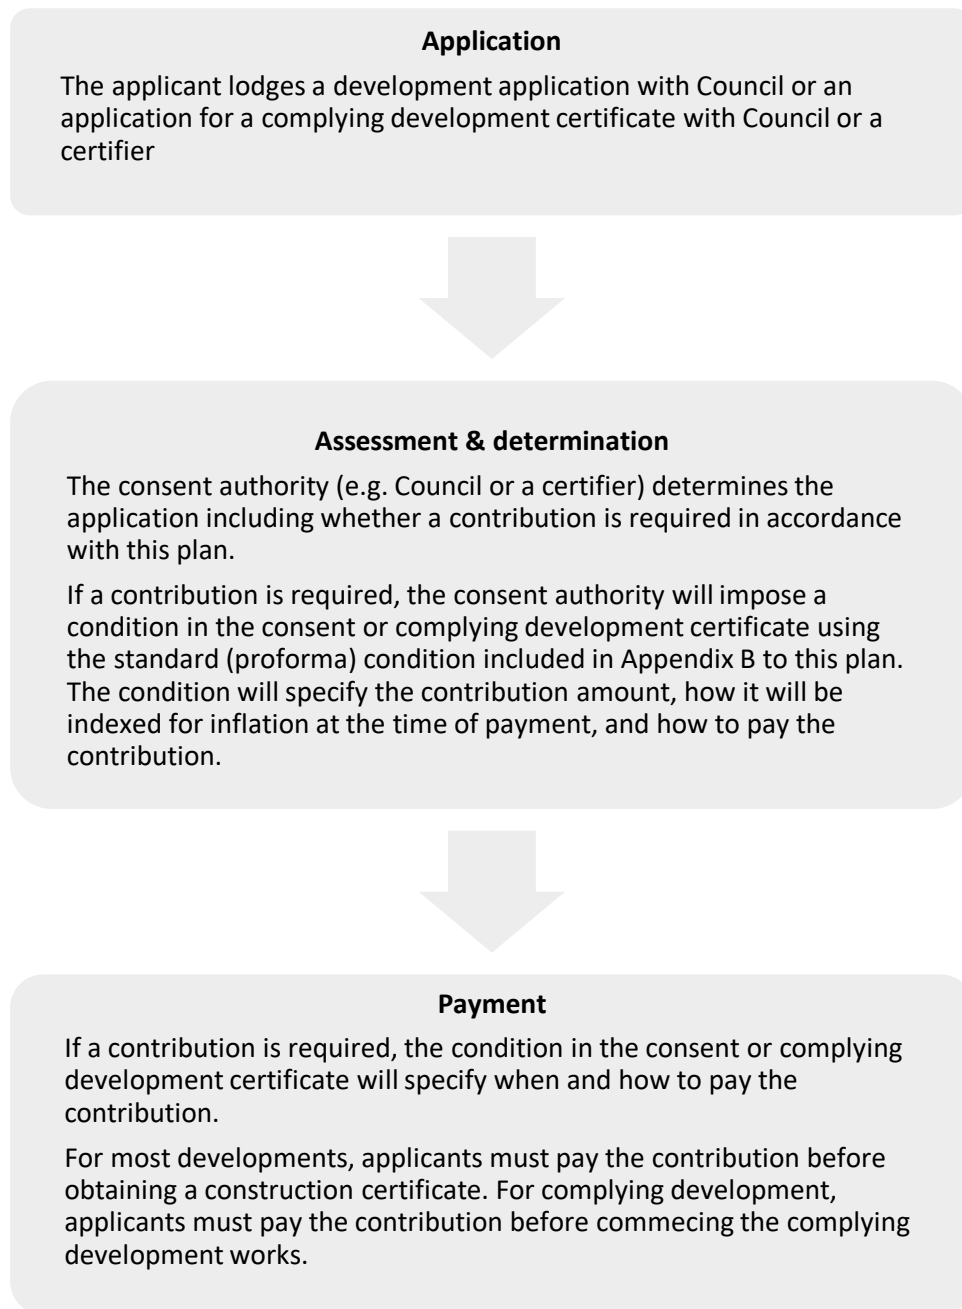 Application
The applicant lodges a development application with Council or an
application for a complying development certificate with Council or a
certifier
Assessment & determination
The consent authority (e.g. Council or a certifier) determines the
application including whether a contribution is required in accordance
with this plan.
If a contribution is required, the consent authority will impose a
condition in the consent or complying development certificate using
the standard (proforma) condition included in Appendix B to this plan.
The condition will specify the contribution amount, how it will be
indexed for inflation at the time of payment, and how to pay the
contribution.
Payment
If a contribution is required, the condition in the consent or complying
development certificate will specify when and how to pay the
contribution.
For most developments, applicants must pay the contribution before
obtaining a construction certificate. For complying development,
applicants must pay the contribution before commecing the complying
development works.